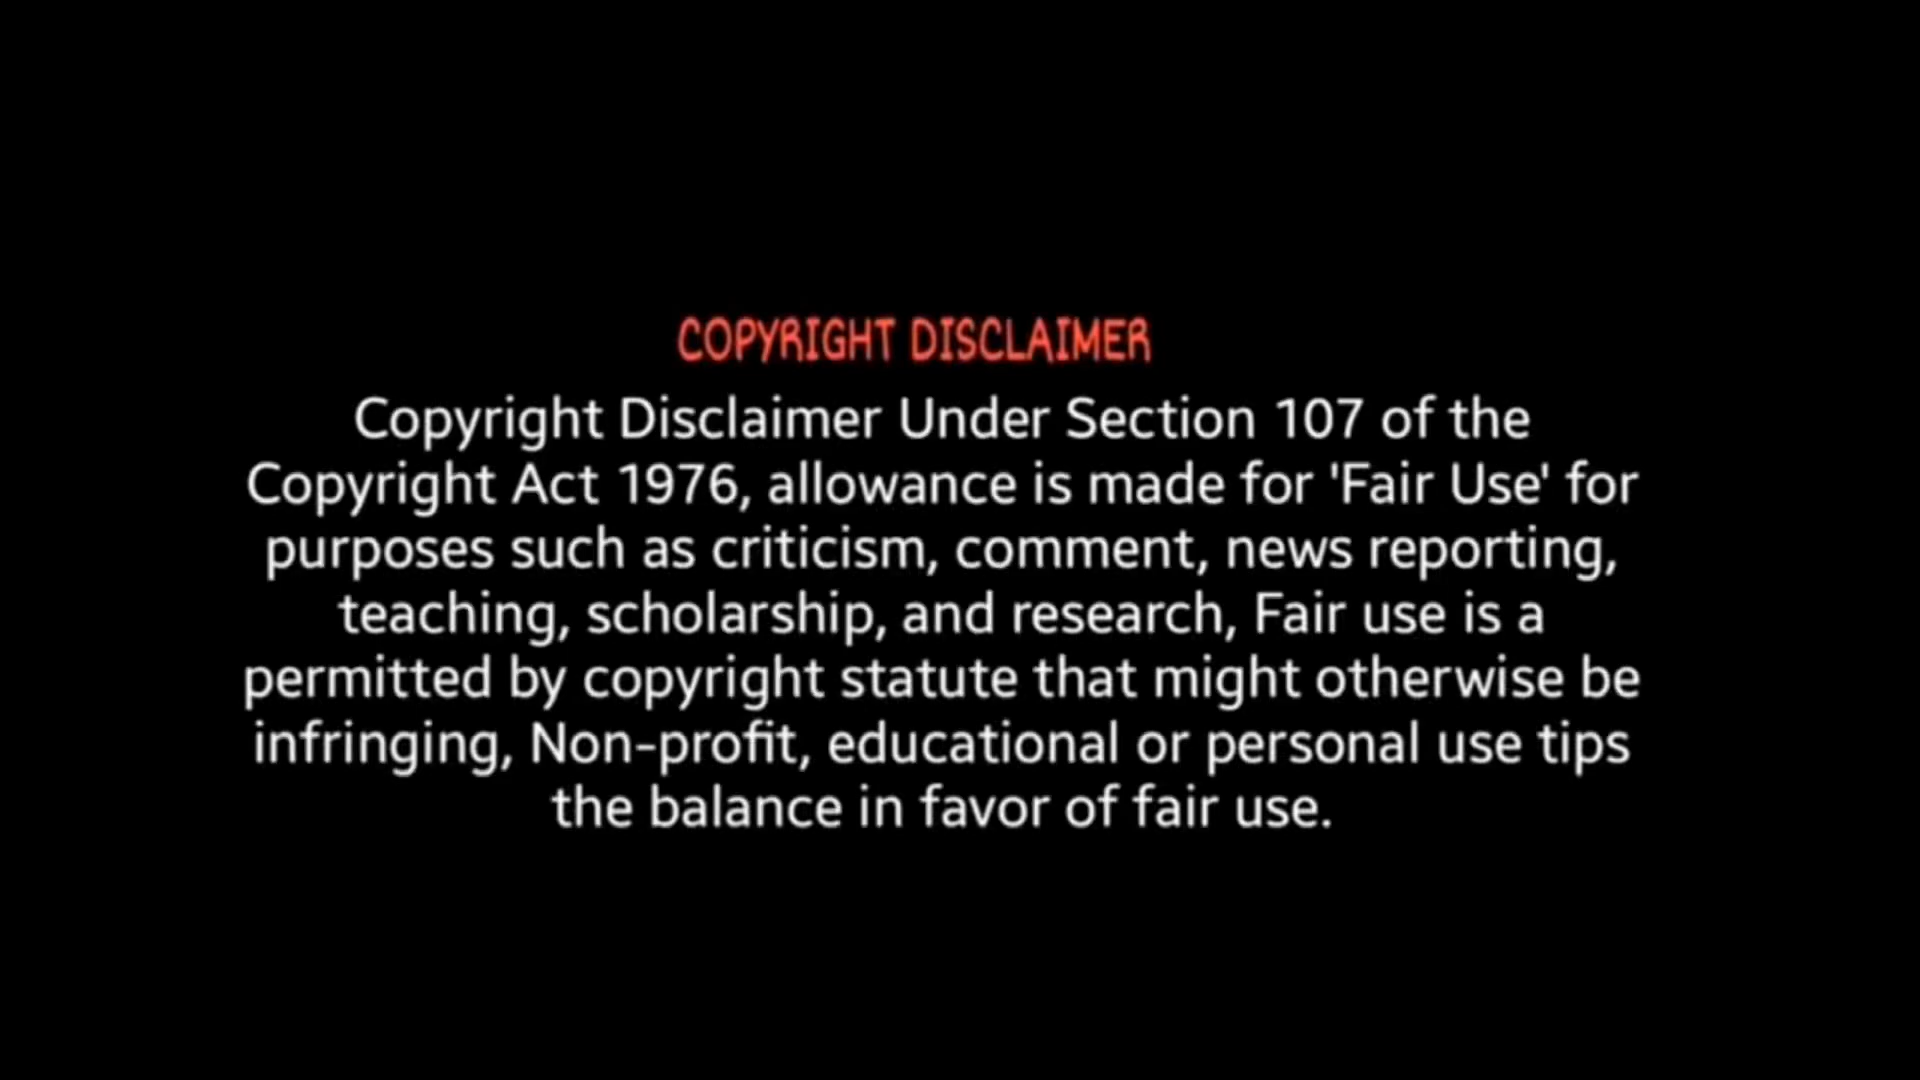 COPYRIGHT DISCLAIMER
Copyright Disclaimer Under Section 107 of the
Copyright Act 1976, allowance is made for 'Fair Use' for
purposes such as criticism, comment, news reporting,
teaching, scholarship, and research, Fair use is a
permitted by copyright statute that might otherwise be
infringing, Non-profit, educational or personal use tips
the balance in favor of fair use.